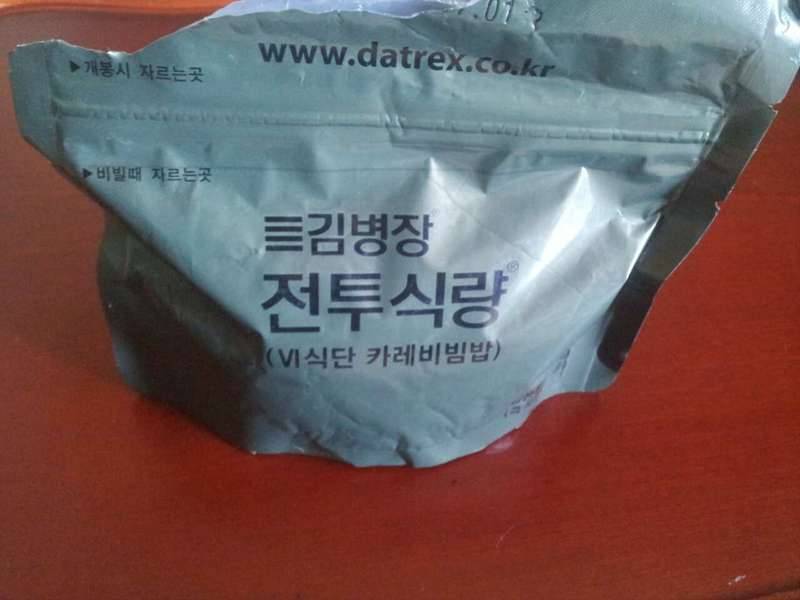 www.datrex.co.kr
▶개봉시 자르는곳
▶비빌때 자르는곳
김병장
전투식량®
(Ⅵ식단 카레비빔밥)